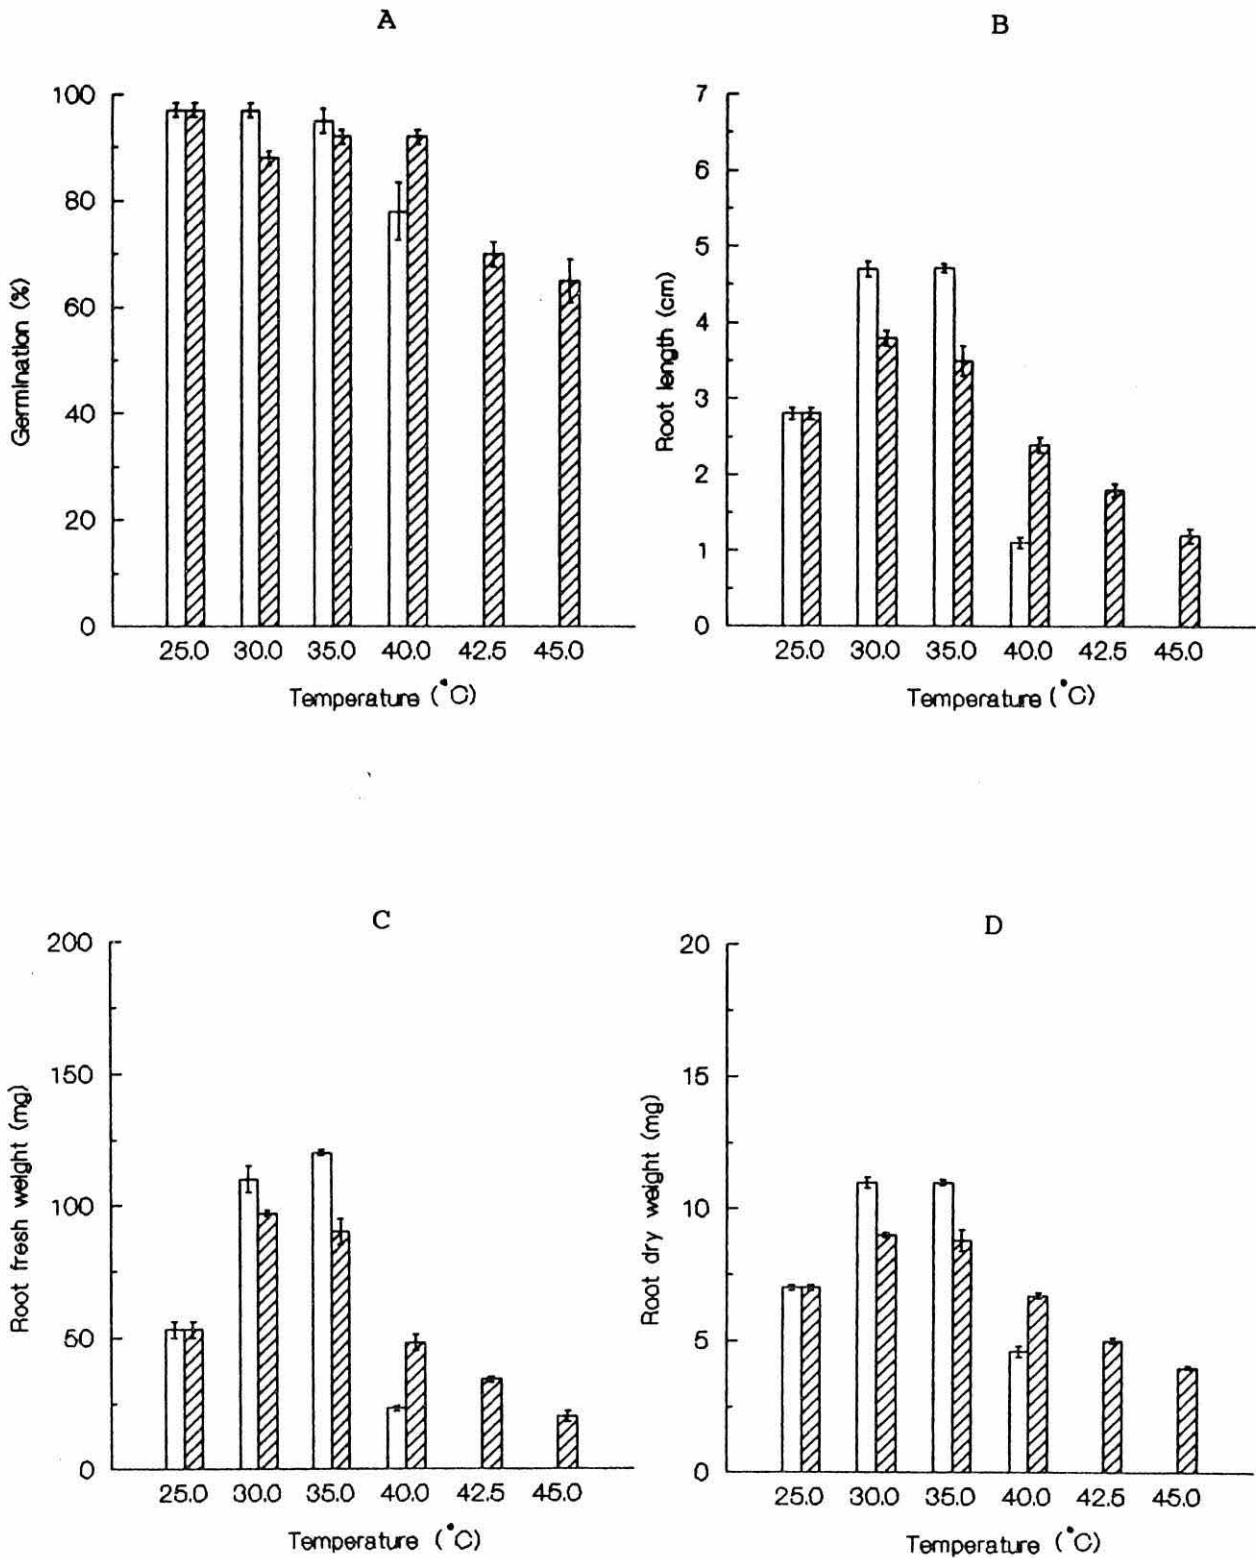 A
Germination (%)
100
80
60
40
20
0
25.0 30.0 35.0 40.0 42.5 45.0
Temperature (°C)
B
Root length (cm)
7
6
5
4
3
2
1
0
25.0 30.0 35.0 40.0 42.5 45.0
Temperature (°C)
C
Root fresh weight (mg)
200
150
100
50
0
25.0 30.0 35.0 40.0 42.5 45.0
Temperature (°C)
D
Root dry weight (mg)
20
15
10
5
0
25.0 30.0 35.0 40.0 42.5 45.0
Temperature (°C)